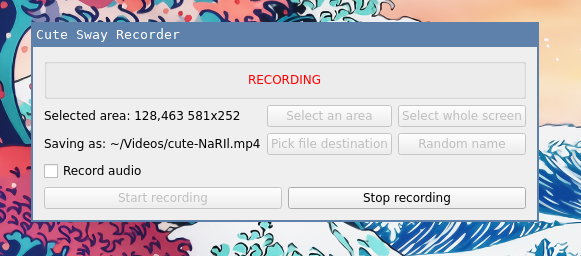 Cute Sway Recorder
RECORDING
Selected area: 128,463 581x252 Select an area Select whole screen
Saving as: ~/Videos/cute-NaRIl.mp4 Pick file destination Random name
Record audio
Start recording Stop recording